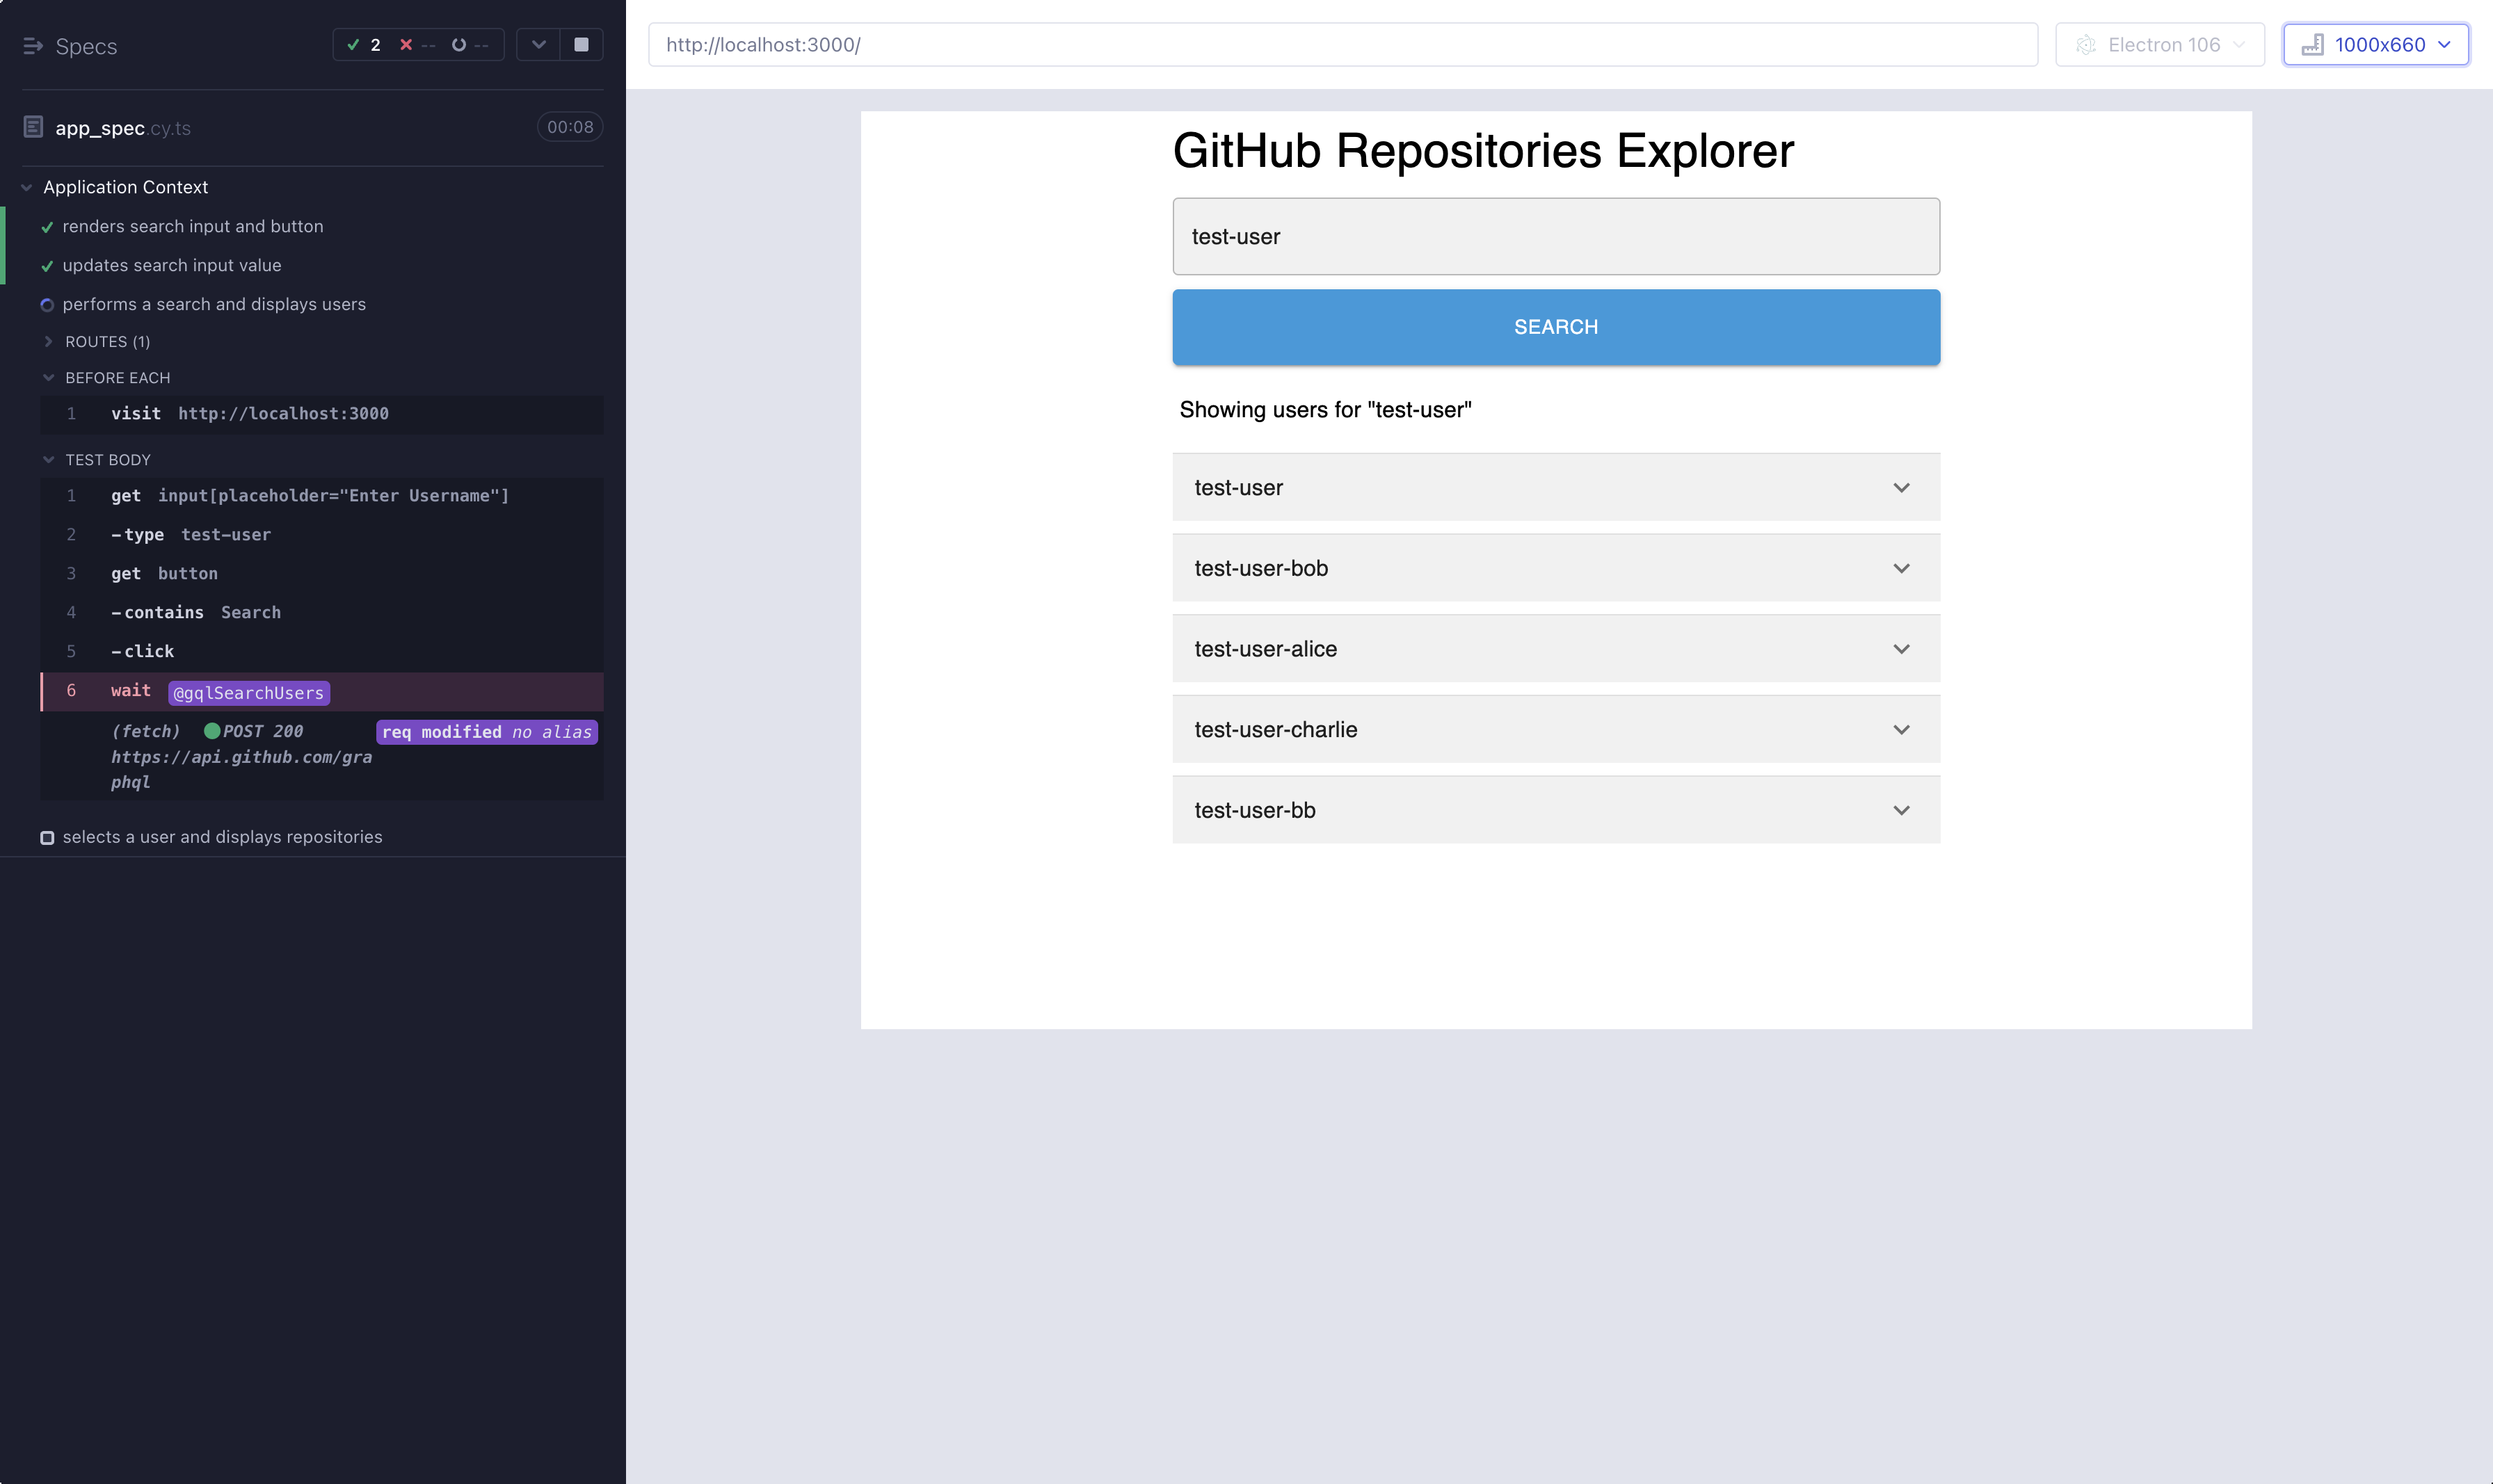 Specs
2 -- --
app_spec.cy.ts
00:08
Application Context
renders search input and button
updates search input value
performs a search and displays users
ROUTES (1)
BEFORE EACH
1 visit http://localhost:3000
TEST BODY
1 get input[placeholder="Enter Username"]
2 -type test-user
3 get button
4 -contains Search
5 -click
6 wait @gqlSearchUsers
(fetch) POST 200 req modified no alias
https://api.github.com/gra
phql
selects a user and displays repositories
http://localhost:3000/
Electron 106
1000x660
GitHub Repositories Explorer
test-user
SEARCH
Showing users for "test-user"
test-user
test-user-bob
test-user-alice
test-user-charlie
test-user-bb